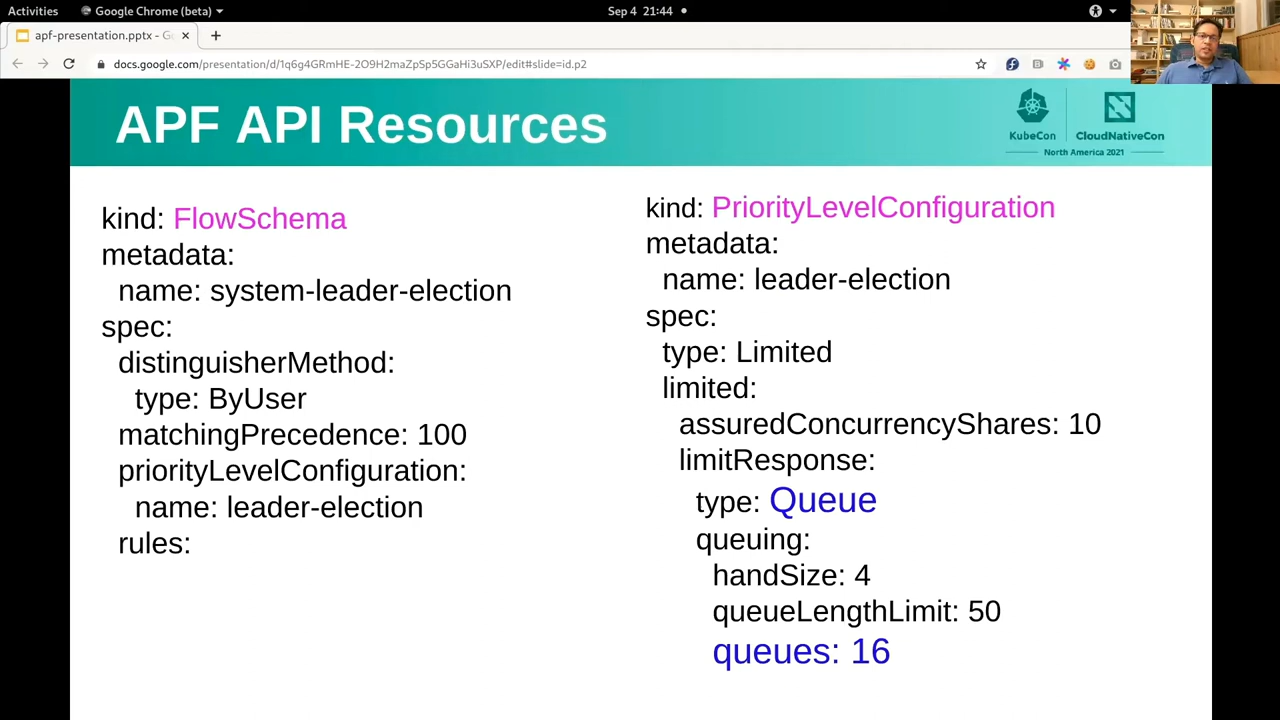 Activities
Google Chrome (beta)
Sep 4 21:44
apf-presentation.pptx - Go
docs.google.com/presentation/d/1q6g4GRmHE-2O9H2maZpSp5GGaHi3uSXP/edit#slide=id.p2
APF API Resources
KubeCon
CloudNativeCon
North America 2021
kind: FlowSchema
metadata:
name: system-leader-election
spec:
distinguisherMethod:
type: ByUser
matchingPrecedence: 100
priorityLevelConfiguration:
name: leader-election
rules:
kind: PriorityLevelConfiguration
metadata:
name: leader-election
spec:
type: Limited
limited:
assuredConcurrencyShares: 10
limitResponse:
type: Queue
queuing:
handSize: 4
queueLengthLimit: 50
queues: 16